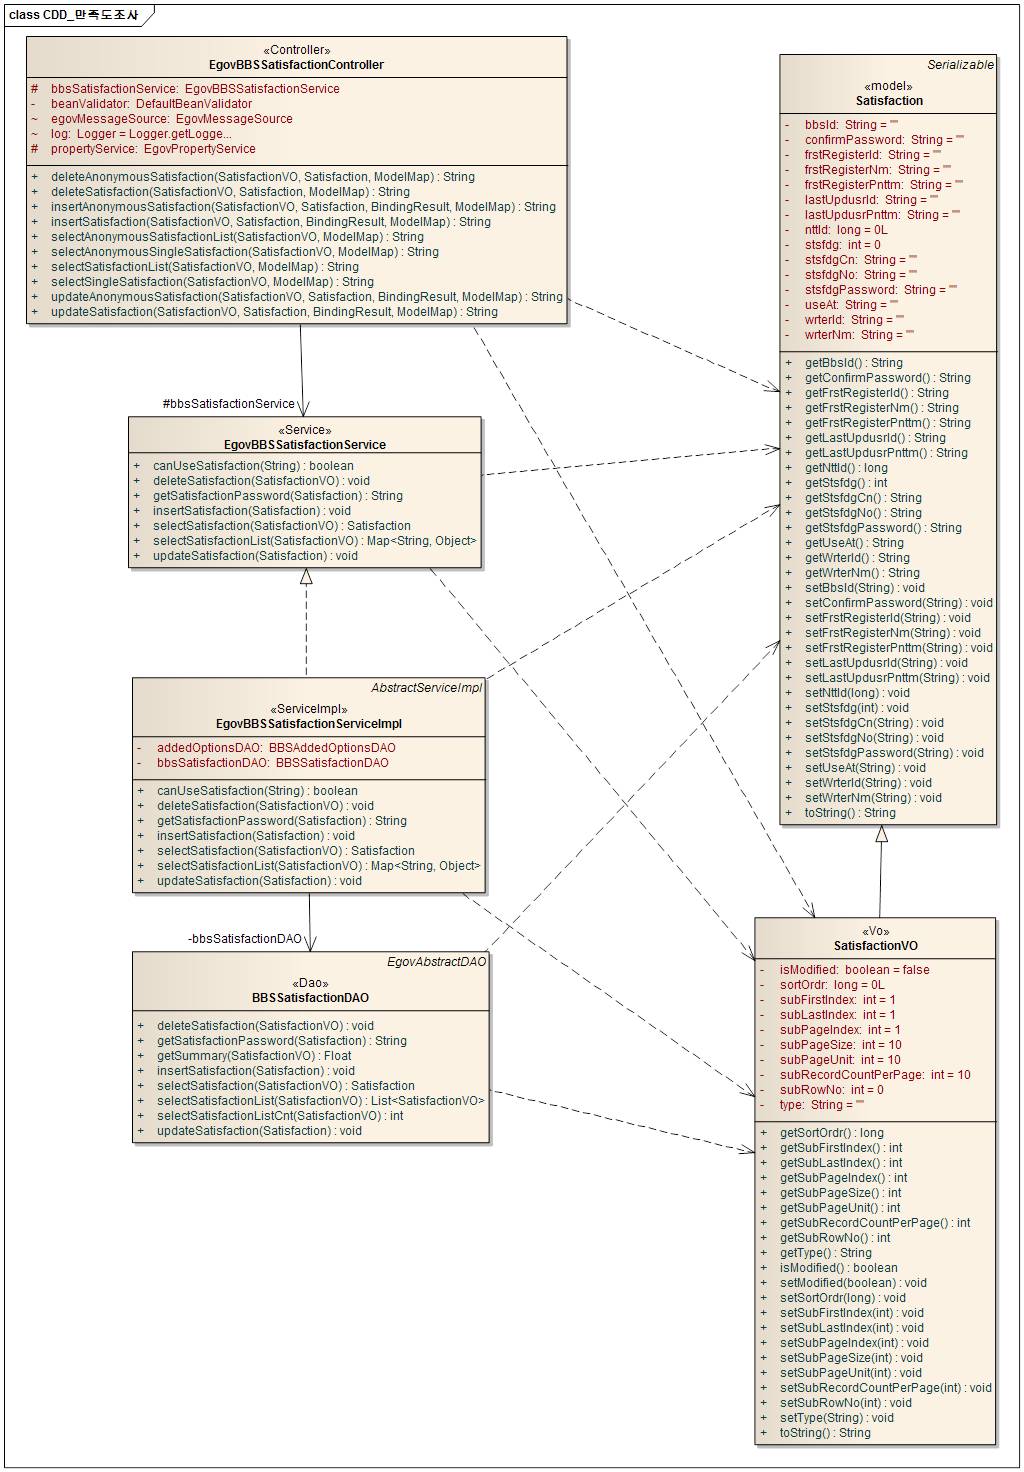 class CDD_만족도조사
«Controller»
EgovBBSSatisfactionController
# bbsSatisfactionService: EgovBBSSatisfactionService
- beanValidator: DefaultBeanValidator
~ egovMessageSource: EgovMessageSource
~ log: Logger = Logger.getLogge...
# propertyService: EgovPropertyService
+ deleteAnonymousSatisfaction(SatisfactionVO, Satisfaction, ModelMap) : String
+ deleteSatisfaction(SatisfactionVO, Satisfaction, ModelMap) : String
+ insertAnonymousSatisfaction(SatisfactionVO, Satisfaction, BindingResult, ModelMap) : String
+ insertSatisfaction(SatisfactionVO, Satisfaction, BindingResult, ModelMap) : String
+ selectAnonymousSatisfactionList(SatisfactionVO, ModelMap) : String
+ selectAnonymousSingleSatisfaction(SatisfactionVO, ModelMap) : String
+ selectSatisfactionList(SatisfactionVO, ModelMap) : String
+ selectSingleSatisfaction(SatisfactionVO, ModelMap) : String
+ updateAnonymousSatisfaction(SatisfactionVO, Satisfaction, BindingResult, ModelMap) : String
+ updateSatisfaction(SatisfactionVO, Satisfaction, BindingResult, ModelMap) : String
#bbsSatisfactionService
«Service»
EgovBBSSatisfactionService
+ canUseSatisfaction(String) : boolean
+ deleteSatisfaction(SatisfactionVO) : void
+ getSatisfactionPassword(Satisfaction) : String
+ insertSatisfaction(Satisfaction) : void
+ selectSatisfaction(SatisfactionVO) : Satisfaction
+ selectSatisfactionList(SatisfactionVO) : Map<String, Object>
+ updateSatisfaction(Satisfaction) : void
AbstractServiceImpl
«ServiceImpl»
EgovBBSSatisfactionServiceImpl
- addedOptionsDAO: BBSAddedOptionsDAO
- bbsSatisfactionDAO: BBSSatisfactionDAO
+ canUseSatisfaction(String) : boolean
+ deleteSatisfaction(SatisfactionVO) : void
+ getSatisfactionPassword(Satisfaction) : String
+ insertSatisfaction(Satisfaction) : void
+ selectSatisfaction(SatisfactionVO) : Satisfaction
+ selectSatisfactionList(SatisfactionVO) : Map<String, Object>
+ updateSatisfaction(Satisfaction) : void
-bbsSatisfactionDAO
EgovAbstractDAO
«Dao»
BBSSatisfactionDAO
+ deleteSatisfaction(SatisfactionVO) : void
+ getSatisfactionPassword(Satisfaction) : String
+ getSummary(SatisfactionVO) : Float
+ insertSatisfaction(Satisfaction) : void
+ selectSatisfaction(SatisfactionVO) : Satisfaction
+ selectSatisfactionList(SatisfactionVO) : List<SatisfactionVO>
+ selectSatisfactionListCnt(SatisfactionVO) : int
+ updateSatisfaction(Satisfaction) : void
Serializable
«model»
Satisfaction
- bbsId: String = ""
- confirmPassword: String = ""
- frstRegisterId: String = ""
- frstRegisterNm: String = ""
- frstRegisterPnttm: String = ""
- lastUpdusrId: String = ""
- lastUpdusrPnttm: String = ""
- nttId: long = 0L
- stsfdg: int = 0
- stsfdgCn: String = ""
- stsfdgNo: String = ""
- stsfdgPassword: String = ""
- useAt: String = ""
- wrterId: String = ""
- wrterNm: String = ""
+ getBbsId() : String
+ getConfirmPassword() : String
+ getFrstRegisterId() : String
+ getFrstRegisterNm() : String
+ getFrstRegisterPnttm() : String
+ getLastUpdusrId() : String
+ getLastUpdusrPnttm() : String
+ getNttId() : long
+ getStsfdg() : int
+ getStsfdgCn() : String
+ getStsfdgNo() : String
+ getStsfdgPassword() : String
+ getUseAt() : String
+ getWrterId() : String
+ getWrterNm() : String
+ setBbsId(String) : void
+ setConfirmPassword(String) : void
+ setFrstRegisterId(String) : void
+ setFrstRegisterNm(String) : void
+ setFrstRegisterPnttm(String) : void
+ setLastUpdusrId(String) : void
+ setLastUpdusrPnttm(String) : void
+ setNttId(long) : void
+ setStsfdg(int) : void
+ setStsfdgCn(String) : void
+ setStsfdgNo(String) : void
+ setStsfdgPassword(String) : void
+ setUseAt(String) : void
+ setWrterId(String) : void
+ setWrterNm(String) : void
+ toString() : String
«Vo»
SatisfactionVO
- isModified: boolean = false
- sortOrdr: long = 0L
- subFirstIndex: int = 1
- subLastIndex: int = 1
- subPageIndex: int = 1
- subPageSize: int = 10
- subPageUnit: int = 10
- subRecordCountPerPage: int = 10
- subRowNo: int = 0
- type: String = ""
+ getSortOrdr() : long
+ getSubFirstIndex() : int
+ getSubLastIndex() : int
+ getSubPageIndex() : int
+ getSubPageSize() : int
+ getSubPageUnit() : int
+ getSubRecordCountPerPage() : int
+ getSubRowNo() : int
+ getType() : String
+ isModified() : boolean
+ setModified(boolean) : void
+ setSortOrdr(long) : void
+ setSubFirstIndex(int) : void
+ setSubLastIndex(int) : void
+ setSubPageIndex(int) : void
+ setSubPageSize(int) : void
+ setSubPageUnit(int) : void
+ setSubRecordCountPerPage(int) : void
+ setSubRowNo(int) : void
+ setType(String) : void
+ toString() : String